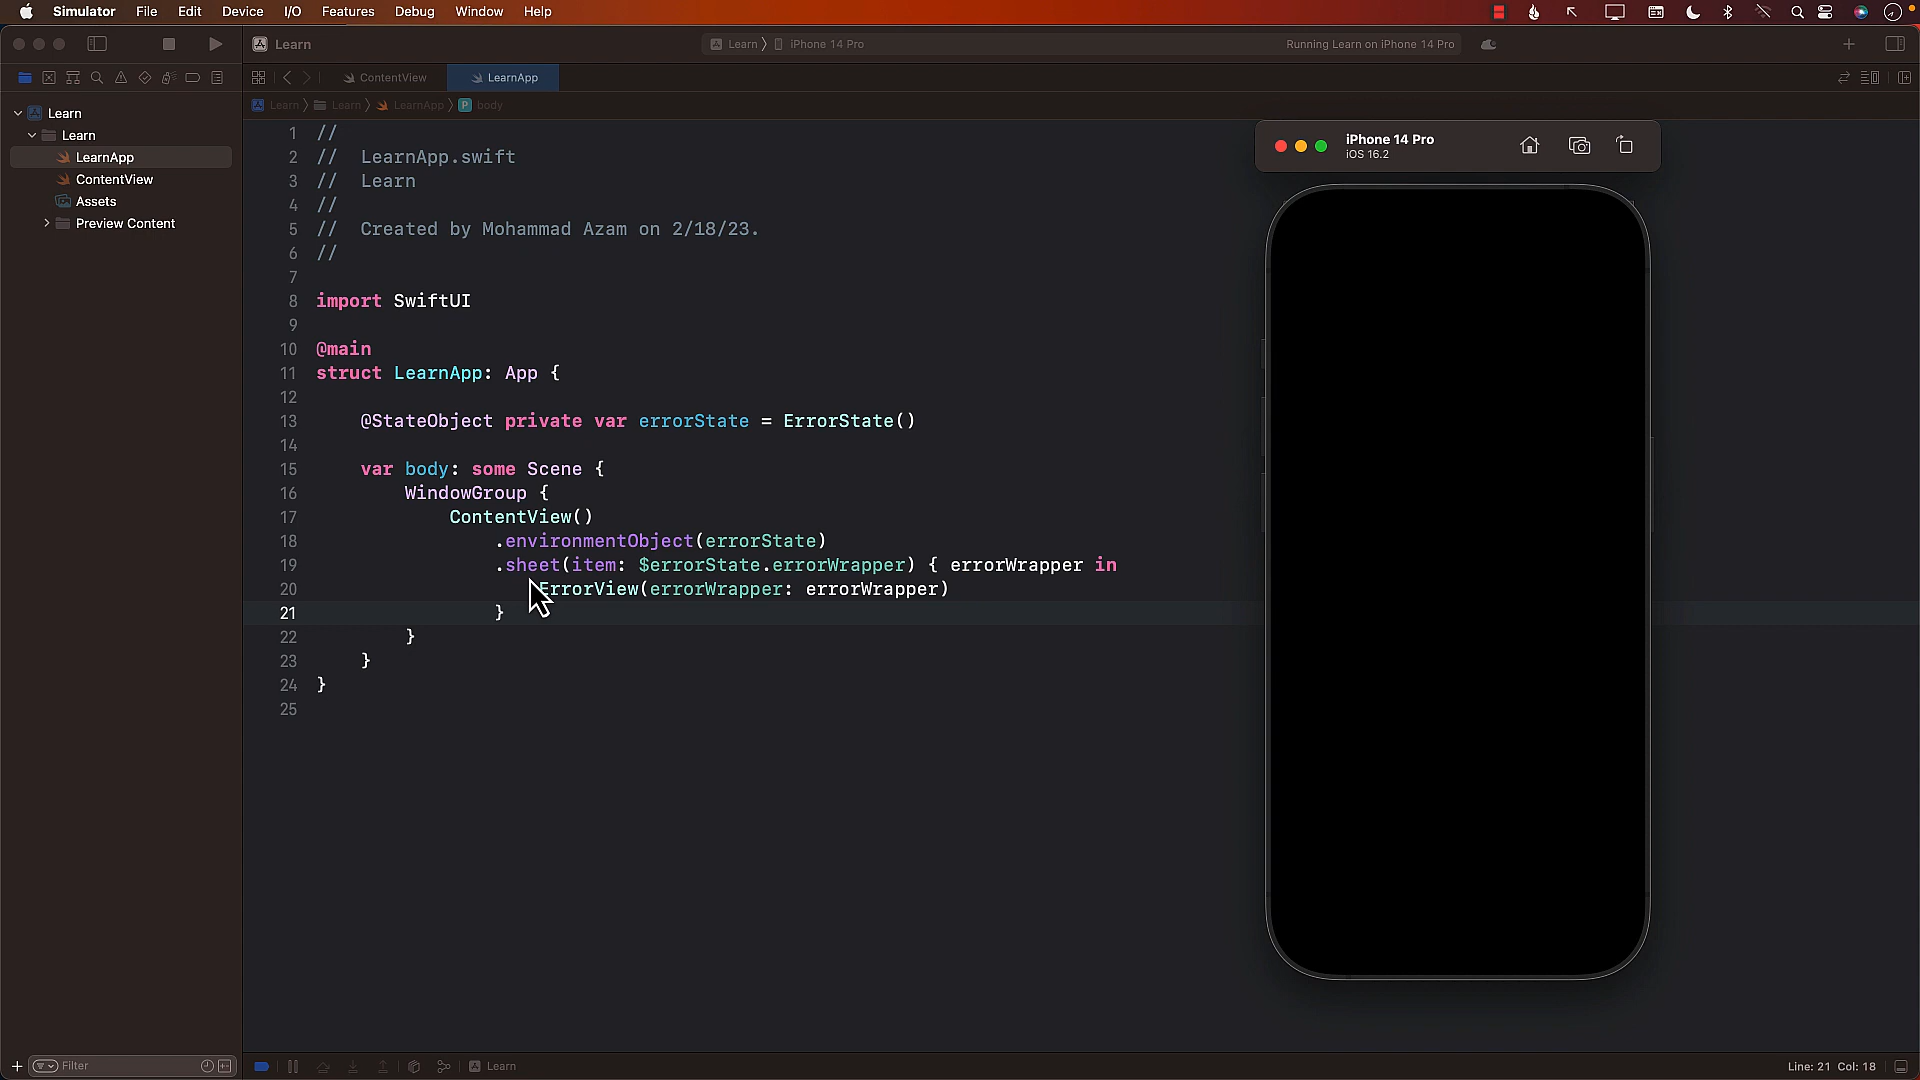 Simulator File Edit Device I/O Features Debug Window Help
Learn
Learn 〉 iPhone 14 Pro
Running Learn on iPhone 14 Pro
ContentView
LearnApp
Learn 〉 Learn 〉 LearnApp 〉 P body
Learn
Learn
LearnApp
ContentView
Assets
Preview Content
1 //
2 //  LearnApp.swift
3 //  Learn
4 //
5 //  Created by Mohammad Azam on 2/18/23.
6 //
7
8 import SwiftUI
9
10 @main
11 struct LearnApp: App {
12
13     @StateObject private var errorState = ErrorState()
14
15     var body: some Scene {
16         WindowGroup {
17             ContentView()
18                 .environmentObject(errorState)
19                 .sheet(item: $errorState.errorWrapper) { errorWrapper in
20                     ErrorView(errorWrapper: errorWrapper)
21                 }
22         }
23     }
24 }
25
iPhone 14 Pro
iOS 16.2
Filter
Learn
Line: 21 Col: 18